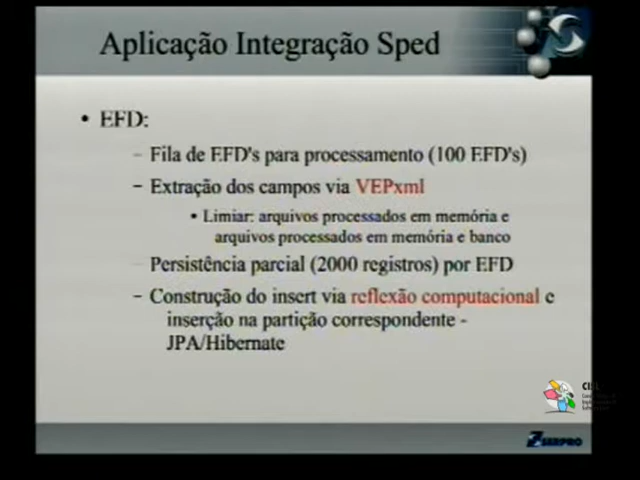 Aplicação Integração Sped
• EFD:
– Fila de EFD's para processamento (100 EFD's)
– Extração dos campos via VEPxml
• Limiar: arquivos processados em memória e
arquivos processados em memória e banco
– Persistência parcial (2000 registros) por EFD
– Construção do insert via reflexão computacional e
inserção na partição correspondente -
JPA/Hibernate
SERPRO